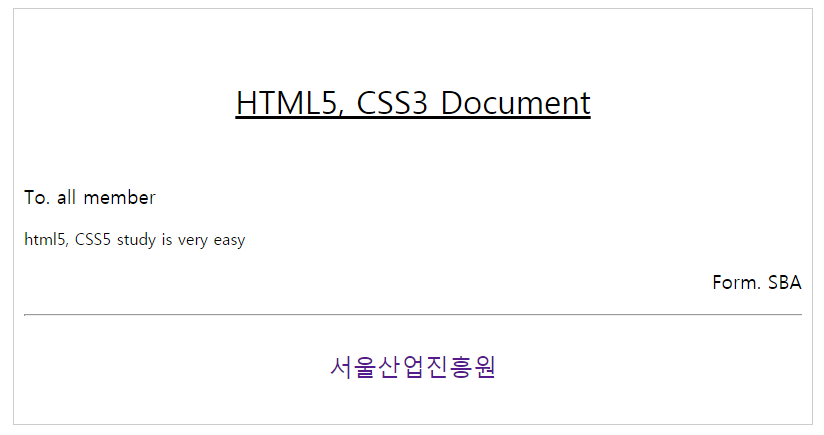 HTML5, CSS3 Document
To. all member
html5, CSS5 study is very easy
Form. SBA
서울산업진흥원